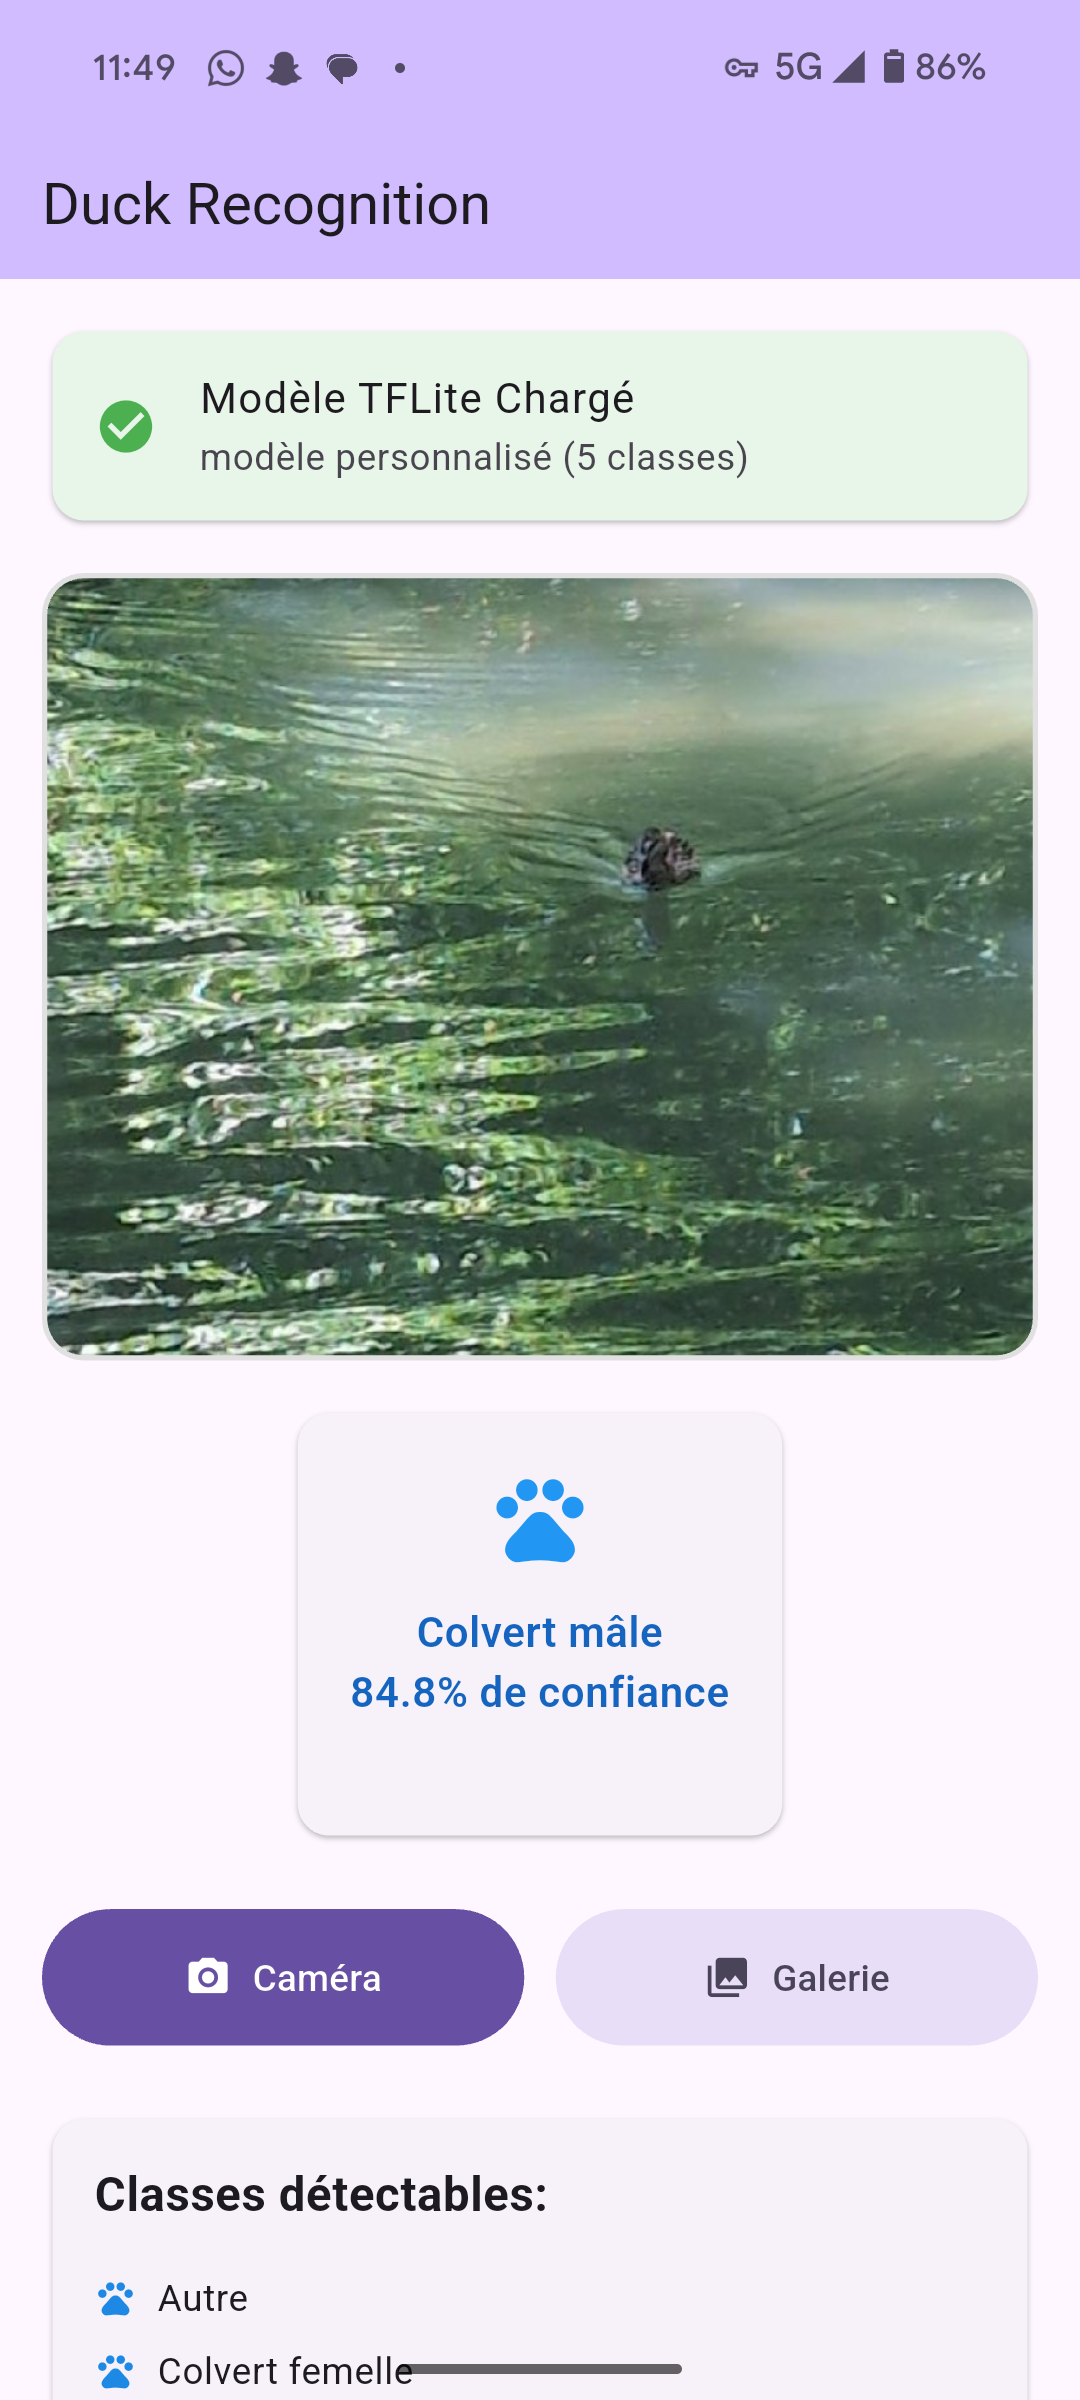 11:49 5G 86%
Duck Recognition
Modèle TFLite Chargé
modèle personnalisé (5 classes)
Colvert mâle
84.8% de confiance
Caméra
Galerie
Classes détectables:
Autre
Colvert femelle